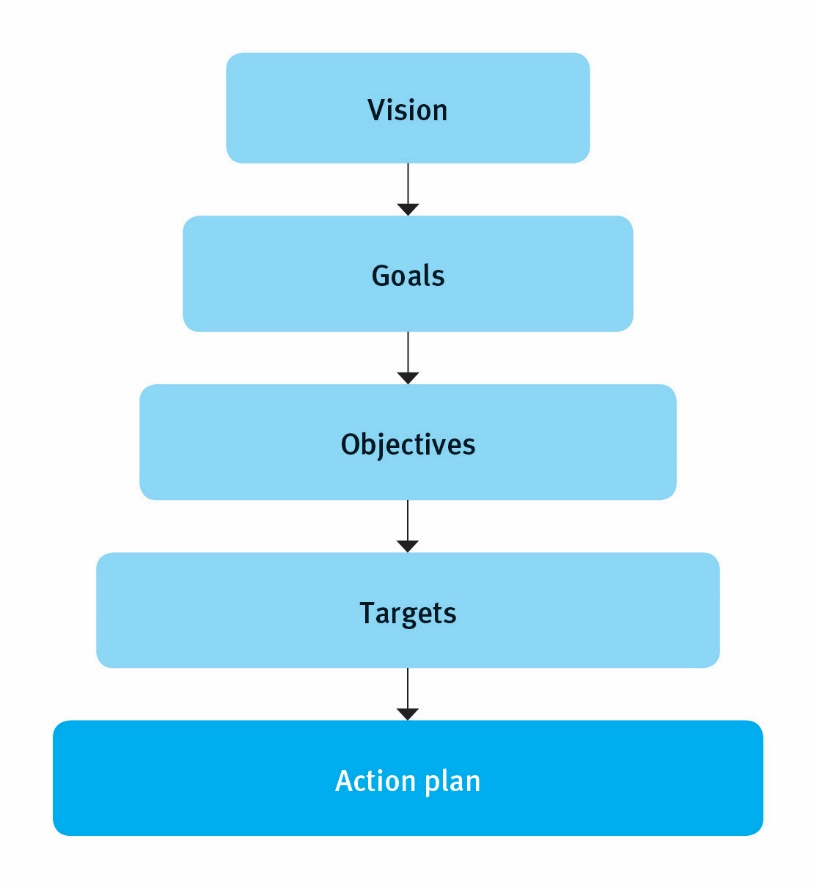 Vision
Goals
Objectives
Targets
Action plan